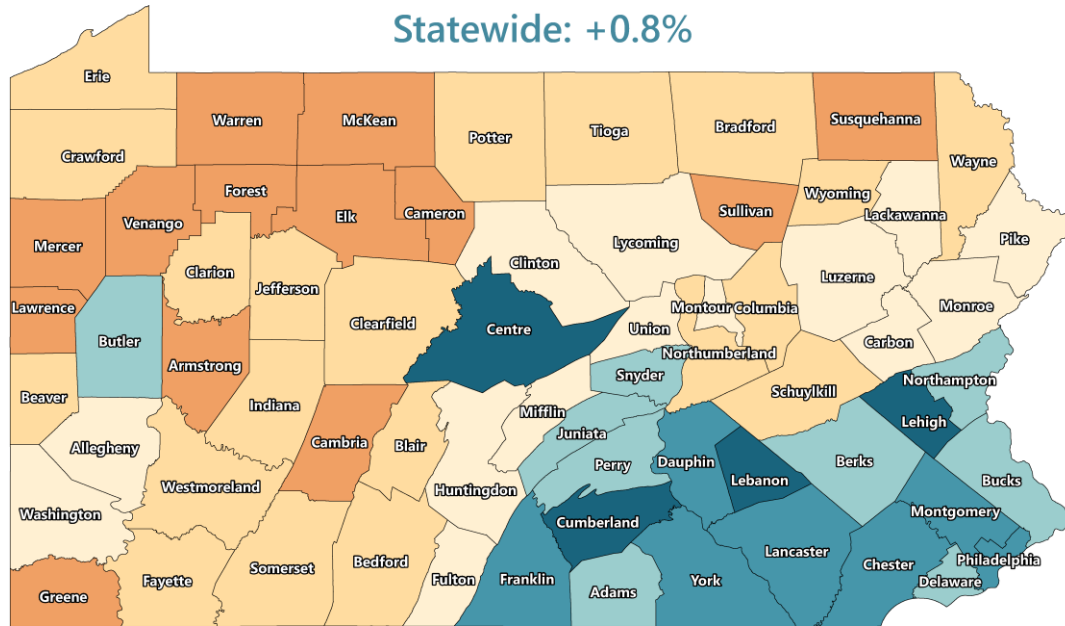 Statewide: +0.8%
Erie
Warren
McKean
Potter
Tioga
Bradford
Susquehanna
Crawford
Wayne
Forest
Wyoming
Venango
Elk
Cameron
Sullivan
Lackawanna
Mercer
Lycoming
Pike
Clarion
Clinton
Jefferson
Luzerne
Lawrence
Montour
Columbia
Monroe
Clearfield
Centre
Union
Butler
Carbon
Armstrong
Northumberland
Snyder
Northampton
Schuylkill
Beaver
Indiana
Mifflin
Lehigh
Allegheny
Cambria
Blair
Juniata
Perry
Dauphin
Berks
Lebanon
Bucks
Westmoreland
Huntingdon
Washington
Cumberland
Montgomery
Lancaster
Philadelphia
Bedford
Somerset
Chester
Fayette
Fulton
Franklin
York
Delaware
Greene
Adams